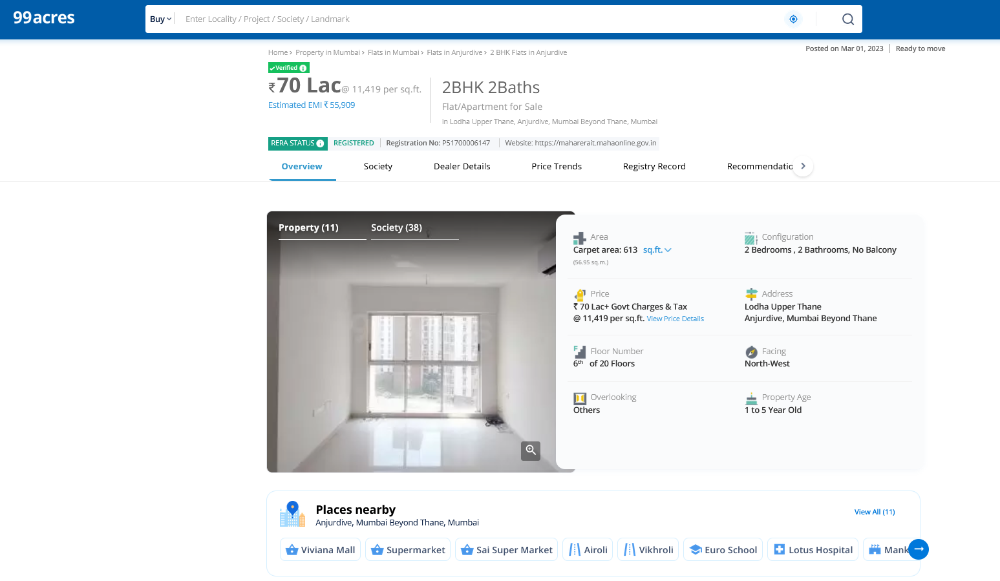 99acres
Buy
Enter Locality / Project / Society / Landmark
Home > Property in Mumbai > Flats in Mumbai > Flats in Anjurdive > 2 BHK Flats in Anjurdive
Posted on Mar 01, 2023 | Ready to move
Verified
₹70 Lac @ 11,419 per sq.ft.
Estimated EMI ₹ 55,909
2BHK 2Baths
Flat/Apartment for Sale
in Lodha Upper Thane, Anjurdive, Mumbai Beyond Thane, Mumbai
RERA STATUS REGISTERED Registration No: P51700006147 Website: https://maharerait.mahaonline.gov.in
Overview Society Dealer Details Price Trends Registry Record Recommendatio
Property (11) Society (38)
Area
Carpet area: 613 sq.ft.
(56.95 sq.m.)
Configuration
2 Bedrooms , 2 Bathrooms, No Balcony
Price
₹ 70 Lac+ Govt Charges & Tax
@ 11,419 per sq.ft. View Price Details
Address
Lodha Upper Thane
Anjurdive, Mumbai Beyond Thane
Floor Number
6th of 20 Floors
Facing
North-West
Overlooking
Others
Property Age
1 to 5 Year Old
Places nearby
Anjurdive, Mumbai Beyond Thane, Mumbai
View All (11)
Viviana Mall Supermarket Sai Super Market Airoli Vikhroli Euro School Lotus Hospital Mank